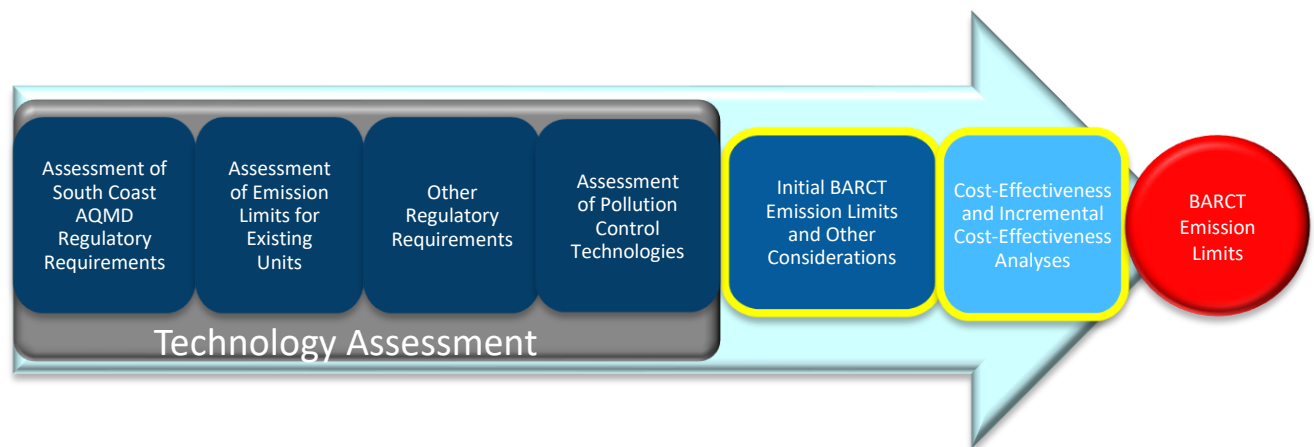 Assessment of
South Coast
AQMD
Regulatory
Requirements
Assessment
of Emission
Limits for
Existing
Units
Other
Regulatory
Requirements
Assessment
of Pollution
Control
Technologies
Technology Assessment
Initial BARCT
Emission Limits
and Other
Considerations
Cost-Effectiveness
and Incremental
Cost-Effectiveness
Analyses
BARCT
Emission
Limits